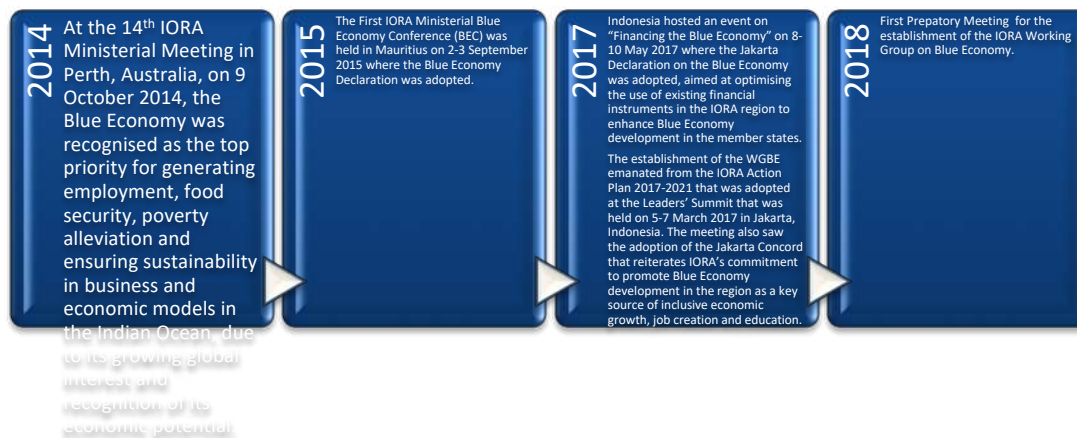 2014
At the 14th IORA
Ministerial Meeting in
Perth, Australia, on 9
October 2014, the
Blue Economy was
recognised as the top
priority for generating
employment, food
security, poverty
alleviation and
ensuring sustainability
in business and
economic models in
the Indian Ocean, due
to its growing global
interest and
recognition of its
economic potential.
2015
The First IORA Ministerial Blue
Economy Conference (BEC) was
held in Mauritius on 2-3 September
2015 where the Blue Economy
Declaration was adopted.
2017
Indonesia hosted an event on
“Financing the Blue Economy” on 8-
10 May 2017 where the Jakarta
Declaration on the Blue Economy
was adopted, aimed at optimising
the use of existing financial
instruments in the IORA region to
enhance Blue Economy
development in the member states.
The establishment of the WGBE
emanated from the IORA Action
Plan 2017-2021 that was adopted
at the Leaders’ Summit that was
held on 5-7 March 2017 in Jakarta,
Indonesia. The meeting also saw
the adoption of the Jakarta Concord
that reiterates IORA’s commitment
to promote Blue Economy
development in the region as a key
source of inclusive economic
growth, job creation and education.
2018
First Prepatory Meeting for the
establishment of the IORA Working
Group on Blue Economy.